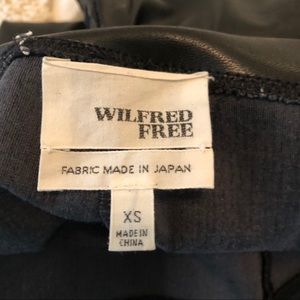 WILFRED
FREE
FABRIC MADE IN JAPAN
XS
MADE IN
CHINA